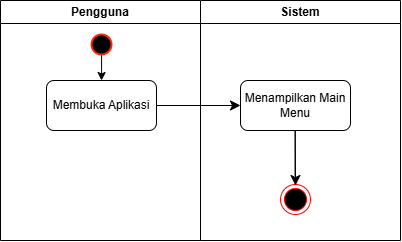 Pengguna
Sistem
Membuka Aplikasi
Menampilkan Main
Menu